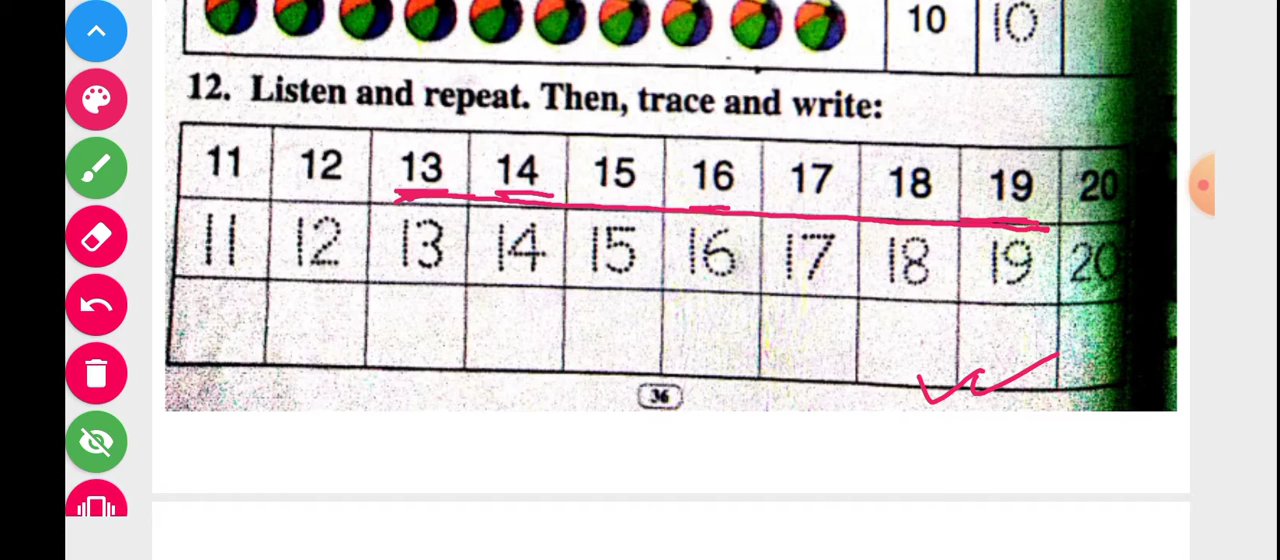 10 10
12. Listen and repeat. Then, trace and write:
11 12 13 14 15 16 17 18 19 20
11 12 13 14 15 16 17 18 19 20
36